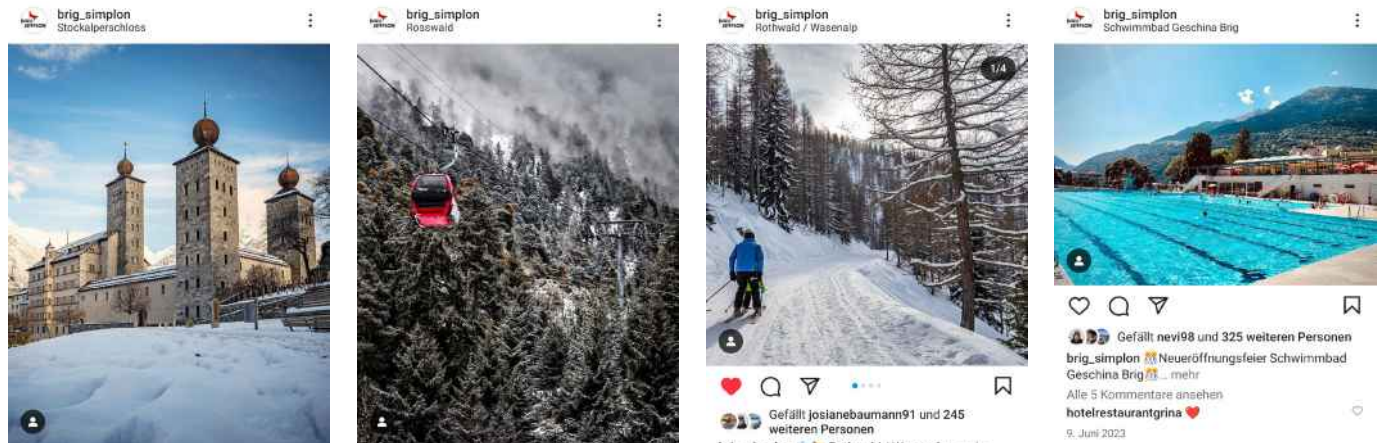 brig_simplon
Stockalperschloss
brig_simplon
Rosswald
brig_simplon
Rothwald / Wasenalp
1/4
Gefällt josianebaumann91 und 245
weiteren Personen
brig_simplon
Schwimmbad Geschina Brig
Gefällt nevi98 und 325 weiteren Personen
brig_simplon 🎊Neueröffnungsfeier Schwimmbad
Geschina Brig🎊... mehr
Alle 5 Kommentare ansehen
hotelrestaurantgrina ❤️
9. Juni 2023